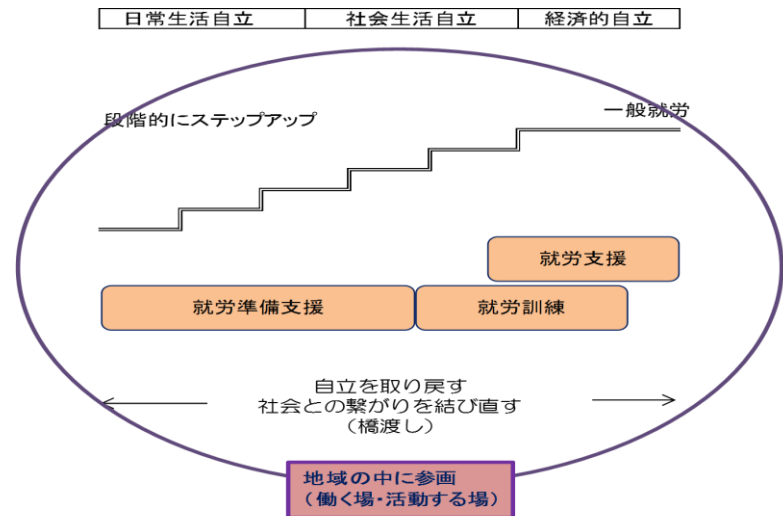 日常生活自立
社会生活自立
経済的自立
段階的にステップアップ
一般就労
就労支援
就労準備支援
就労訓練
自立を取り戻す
社会との繋がりを結び直す
（橋渡し）
地域の中に参画
（働く場・活動する場）